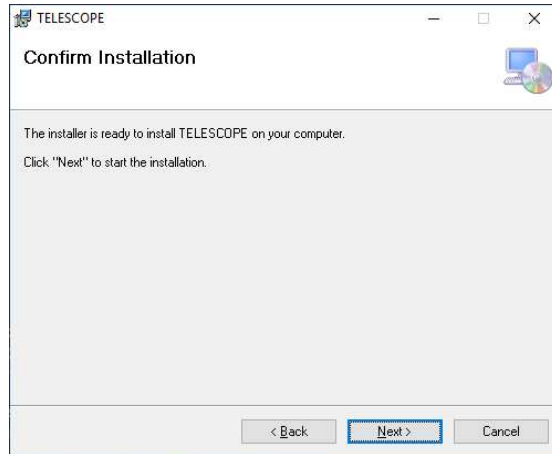 TELESCOPE
Confirm Installation
The installer is ready to install TELESCOPE on your computer.
Click "Next" to start the installation.
< Back
Next >
Cancel